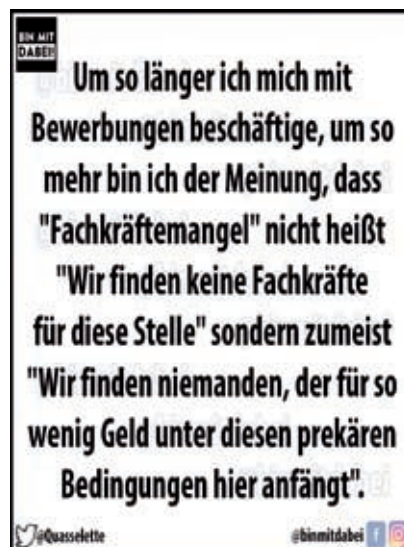 BIN MIT
DABEI!
Um so länger ich mich mit
Bewerbungen beschäftige, um so
mehr bin ich der Meinung, dass
"Fachkräftemangel" nicht heißt
"Wir finden keine Fachkräfte
für diese Stelle" sondern zumeist
"Wir finden niemanden, der für so
wenig Geld unter diesen prekären
Bedingungen hier anfängt".
@Quasselette @binmitdabei